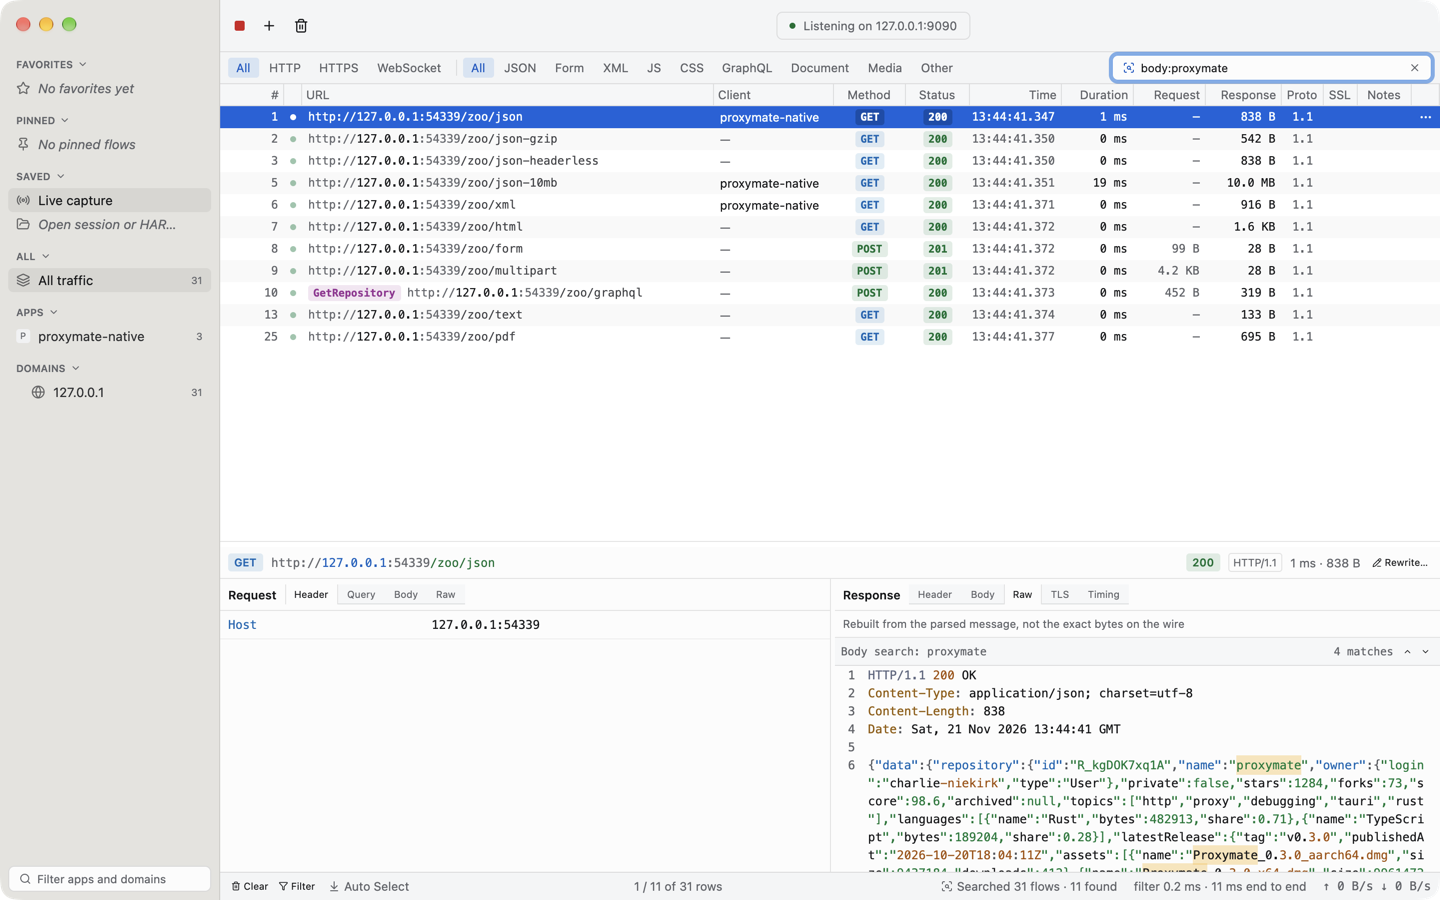 Listening on 127.0.0.1:9090
FAVORITES
No favorites yet
PINNED
No pinned flows
SAVED
Live capture
Open session or HAR...
ALL
All traffic 31
APPS
P proxymate-native 3
DOMAINS
127.0.0.1 31
Filter apps and domains
All HTTP HTTPS WebSocket All JSON Form XML JS CSS GraphQL Document Media Other
body:proxymate
# URL Client Method Status Time Duration Request Response Proto SSL Notes
1 http://127.0.0.1:54339/zoo/json proxymate-native GET 200 13:44:41.347 1 ms — 838 B 1.1 ...
2 http://127.0.0.1:54339/zoo/json-gzip — GET 200 13:44:41.350 0 ms — 542 B 1.1
3 http://127.0.0.1:54339/zoo/json-headerless — GET 200 13:44:41.350 0 ms — 838 B 1.1
5 http://127.0.0.1:54339/zoo/json-10mb proxymate-native GET 200 13:44:41.351 19 ms — 10.0 MB 1.1
6 http://127.0.0.1:54339/zoo/xml proxymate-native GET 200 13:44:41.371 0 ms — 916 B 1.1
7 http://127.0.0.1:54339/zoo/html — GET 200 13:44:41.372 0 ms — 1.6 KB 1.1
8 http://127.0.0.1:54339/zoo/form — POST 201 13:44:41.372 0 ms 99 B 28 B 1.1
9 http://127.0.0.1:54339/zoo/multipart — POST 201 13:44:41.372 0 ms 4.2 KB 28 B 1.1
10 GetRepository http://127.0.0.1:54339/zoo/graphql — POST 200 13:44:41.373 0 ms 452 B 319 B 1.1
13 http://127.0.0.1:54339/zoo/text — GET 200 13:44:41.374 0 ms — 133 B 1.1
25 http://127.0.0.1:54339/zoo/pdf — GET 200 13:44:41.377 0 ms — 695 B 1.1
GET http://127.0.0.1:54339/zoo/json 200 HTTP/1.1 1 ms · 838 B Rewrite...
Request Header Query Body Raw
Host 127.0.0.1:54339
Response Header Body Raw TLS Timing
Rebuilt from the parsed message, not the exact bytes on the wire
Body search: proxymate 4 matches
1 HTTP/1.1 200 OK
2 Content-Type: application/json; charset=utf-8
3 Content-Length: 838
4 Date: Sat, 21 Nov 2026 13:44:41 GMT
5
6 {"data":{"repository":{"id":"R_kgDOK7xq1A","name":"proxymate","owner":{"login
":"charlie-niekirk","type":"User"},"private":false,"stars":1284,"forks":73,"s
core":98.6,"archived":null,"topics":["http","proxy","debugging","tauri","rust
"],"languages":[{"name":"Rust","bytes":482913,"share":0.71},{"name":"TypeScri
pt","bytes":189204,"share":0.28}],"latestRelease":{"tag":"v0.3.0","publishedA
t":"2026-10-20T18:04:11Z","assets":[{"name":"Proxymate_0.3.0_aarch64.dmg","si
Clear Filter Auto Select 1 / 11 of 31 rows Searched 31 flows · 11 found filter 0.2 ms · 11 ms end to end ↑ 0 B/s ↓ 0 B/s